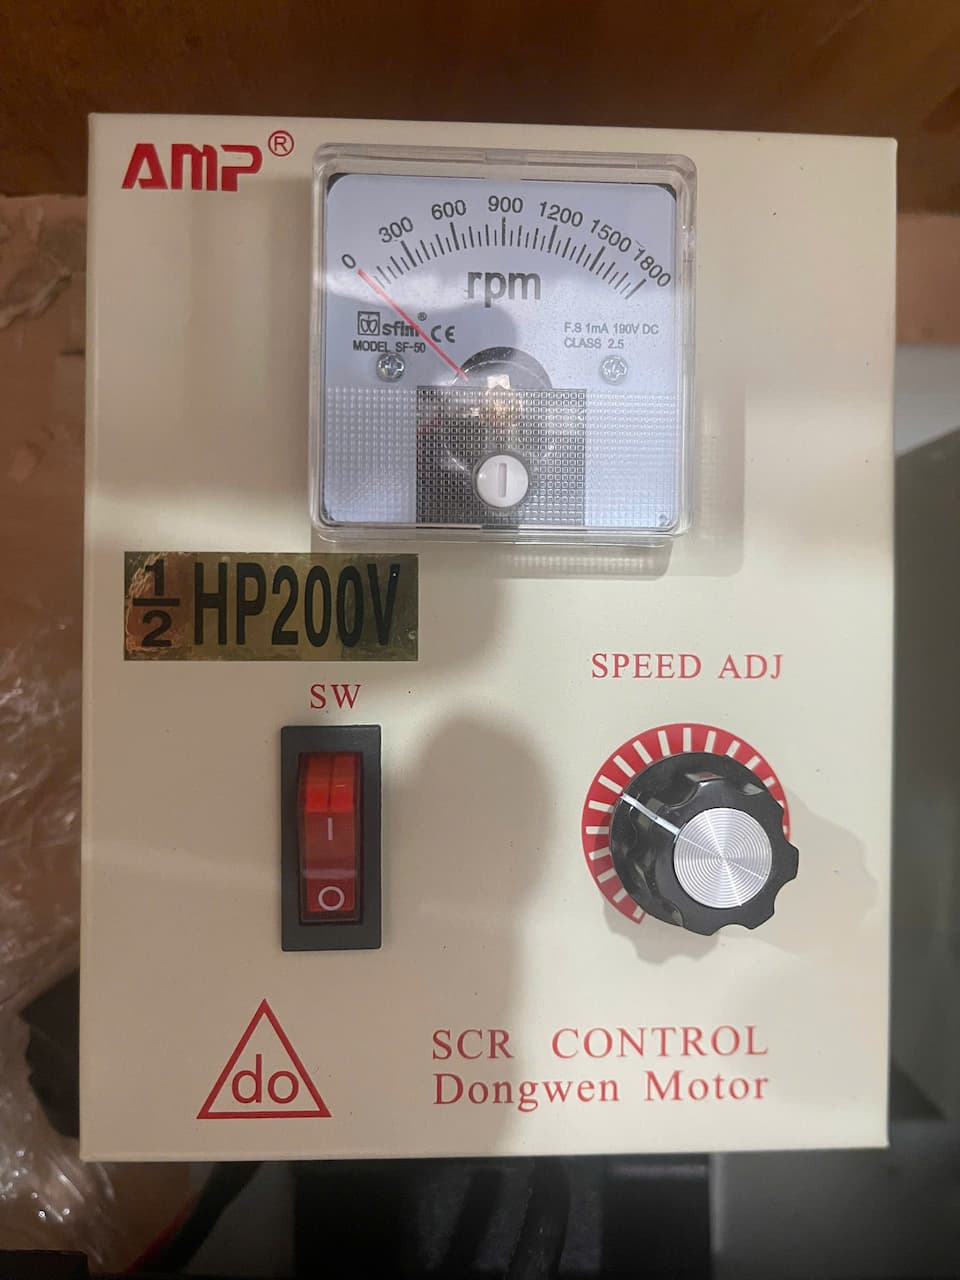 AMP®
0 300 600 900 1200 1500 1800
rpm
sfim® CE
MODEL SF-50
F.S 1mA 190V DC
CLASS 2.5
1/2 HP200V
SW
SPEED ADJ
I
O
do
SCR CONTROL
Dongwen Motor